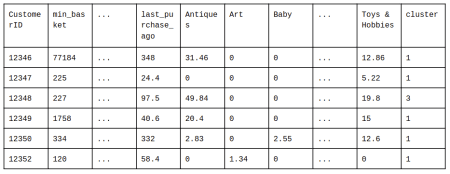 CustomerID min_basket ... last_purchase_ago Antiques Art Baby ... Toys & Hobbies cluster
12346 77184 ... 348 31.46 0 0 ... 12.86 1
12347 225 ... 24.4 0 0 0 ... 5.22 1
12348 227 ... 97.5 49.84 0 0 ... 19.8 3
12349 1758 ... 40.6 20.4 0 0 ... 15 1
12350 334 ... 332 2.83 0 2.55 ... 12.6 1
12352 120 ... 58.4 0 1.34 0 ... 0 1